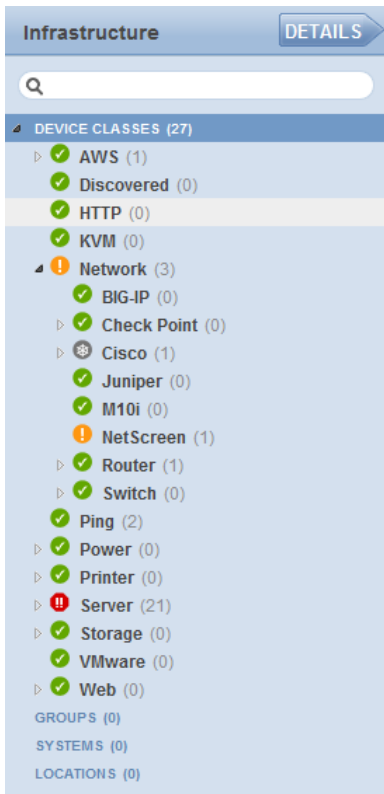 Infrastructure
DETAILS
DEVICE CLASSES (27)
AWS (1)
Discovered (0)
HTTP (0)
KVM (0)
Network (3)
BIG-IP (0)
Check Point (0)
Cisco (1)
Juniper (0)
M10i (0)
NetScreen (1)
Router (1)
Switch (0)
Ping (2)
Power (0)
Printer (0)
Server (21)
Storage (0)
VMware (0)
Web (0)
GROUPS (0)
SYSTEMS (0)
LOCATIONS (0)